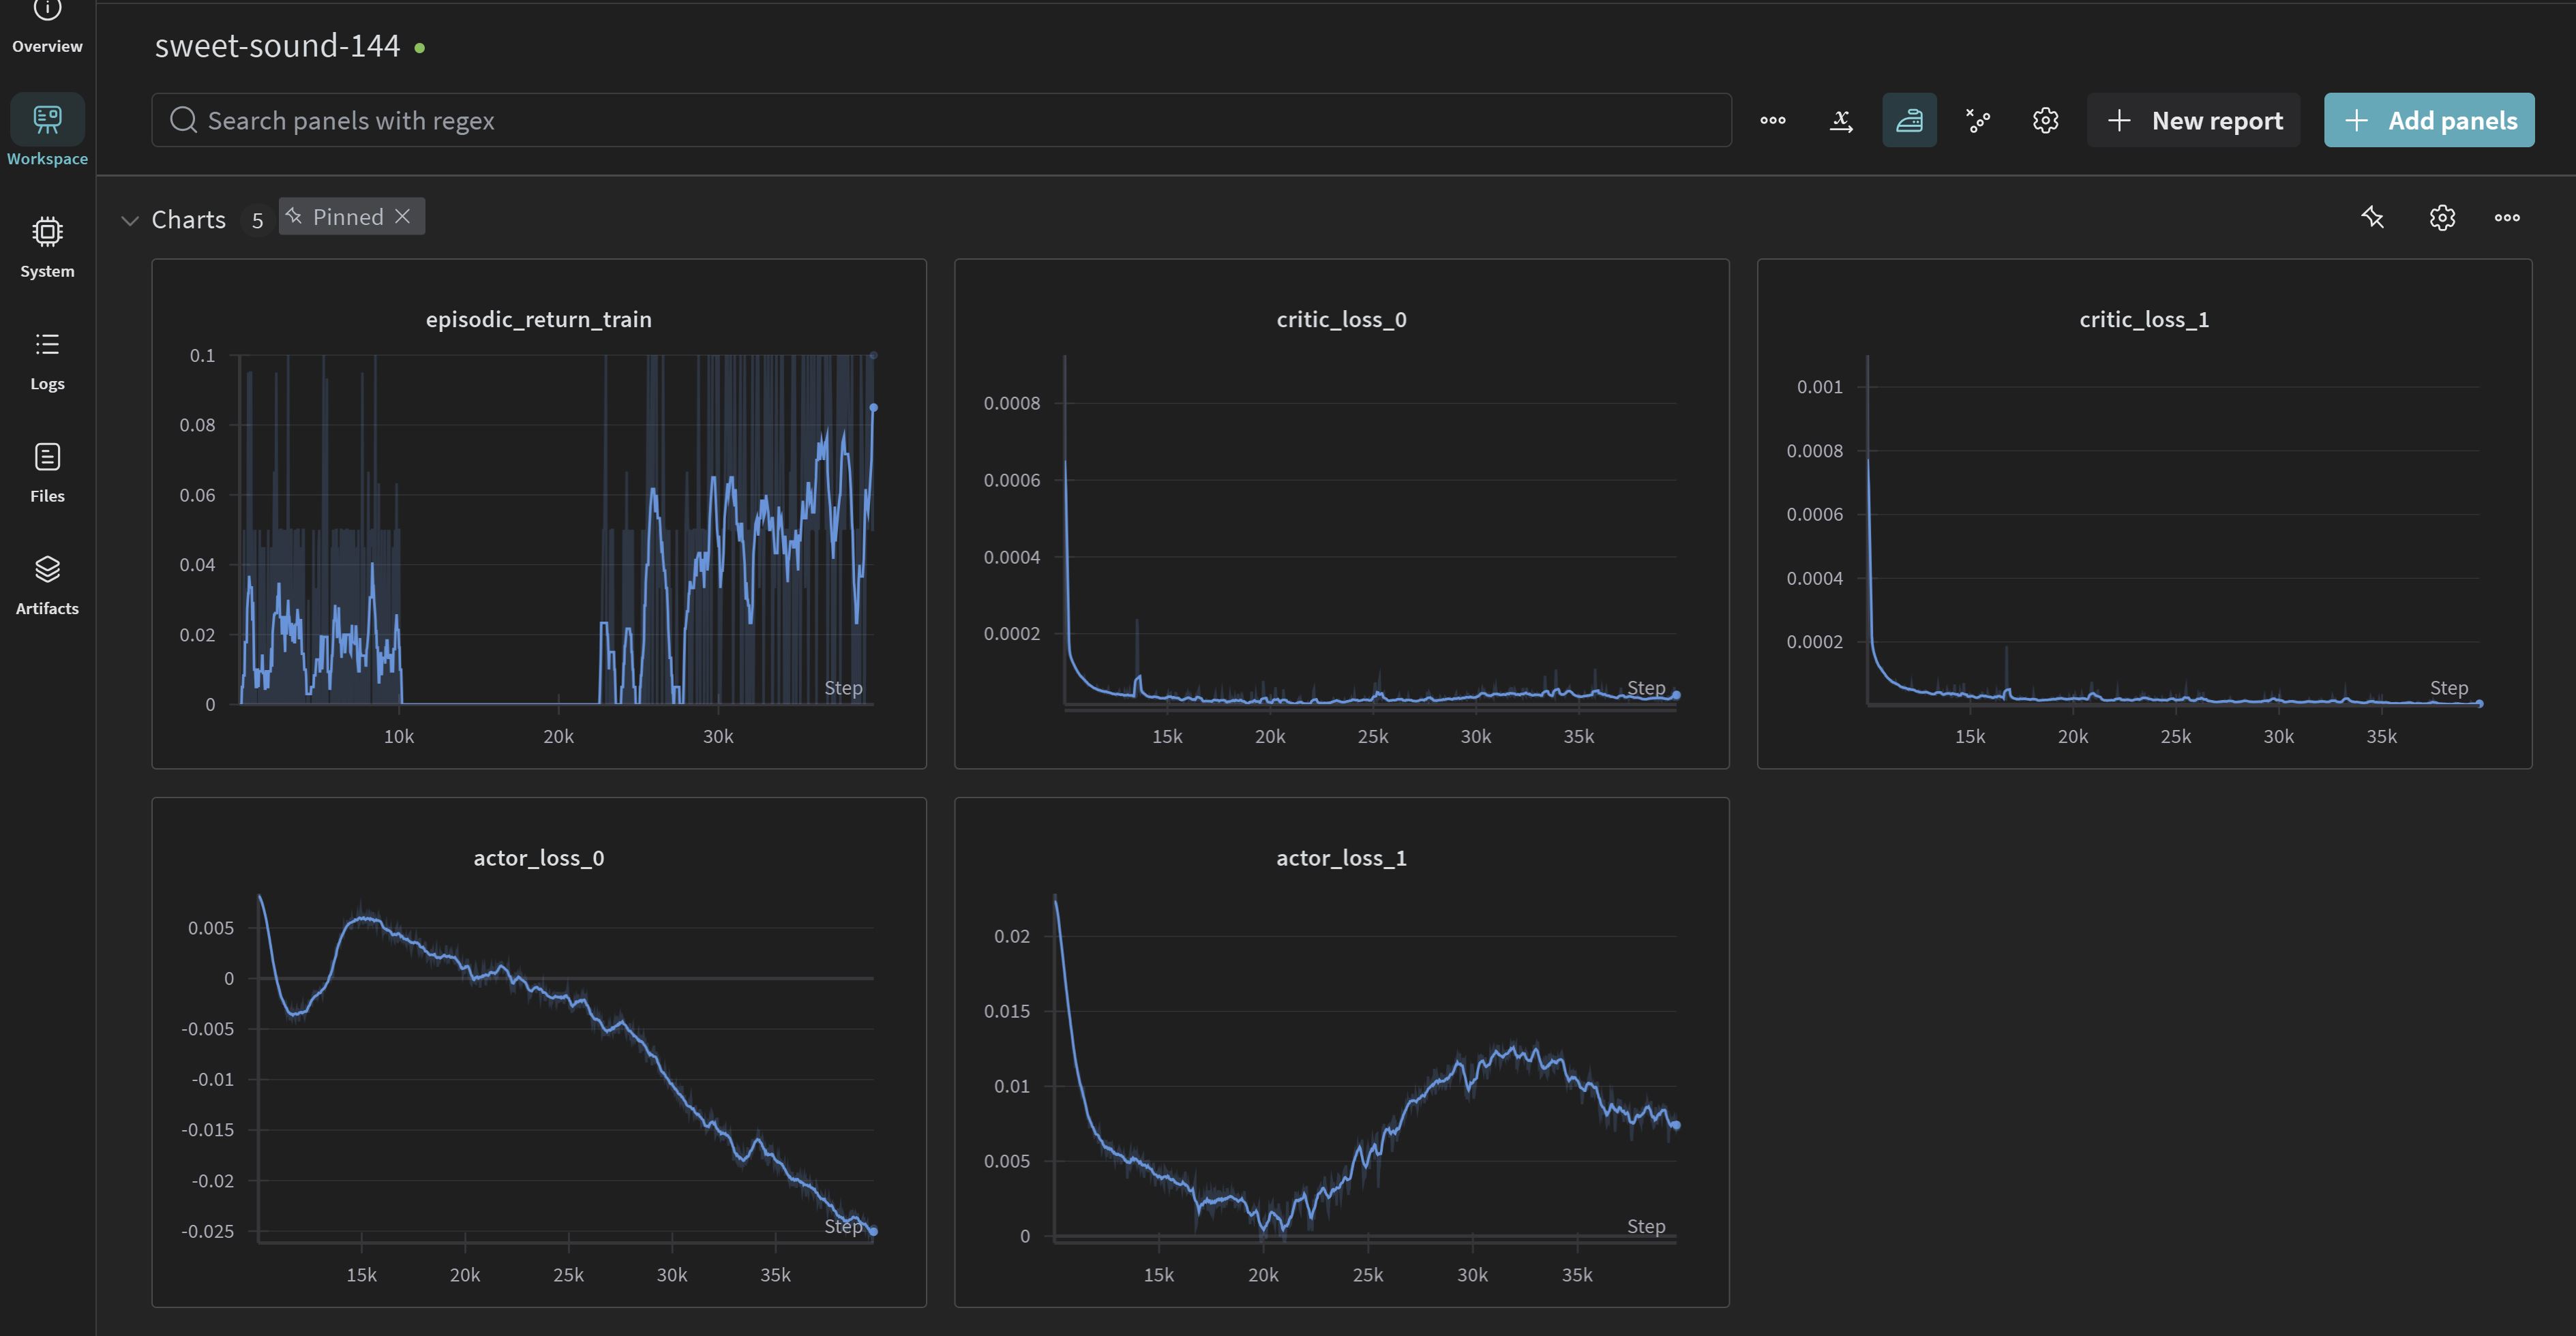 Overview
Workspace
System
Logs
Files
Artifacts
sweet-sound-144
Search panels with regex
New report
Add panels
Charts 5 Pinned
episodic_return_train
0.1
0.08
0.06
0.04
0.02
0
Step
10k 20k 30k
critic_loss_0
0.0008
0.0006
0.0004
0.0002
Step
15k 20k 25k 30k 35k
critic_loss_1
0.001
0.0008
0.0006
0.0004
0.0002
Step
15k 20k 25k 30k 35k
actor_loss_0
0.005
0
-0.005
-0.01
-0.015
-0.02
-0.025
Step
15k 20k 25k 30k 35k
actor_loss_1
0.02
0.015
0.01
0.005
0
Step
15k 20k 25k 30k 35k